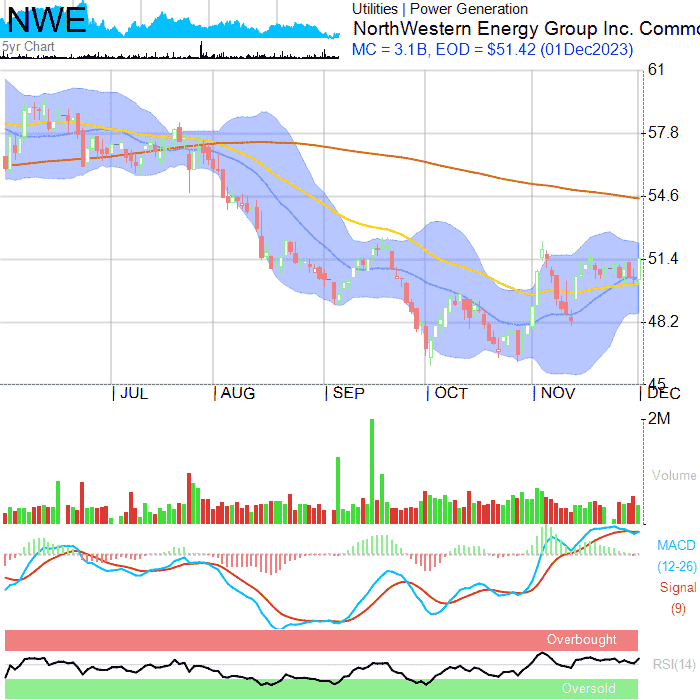 NWE
5yr Chart
Utilities | Power Generation
NorthWestern Energy Group Inc. Commo
MC = 3.1B, EOD = $51.42 (01Dec2023)
61
57.8
54.6
51.4
48.2
45
JUL AUG SEP OCT NOV DEC
2M
Volume
MACD
(12-26)
Signal
(9)
Overbought
RSI(14)
Oversold